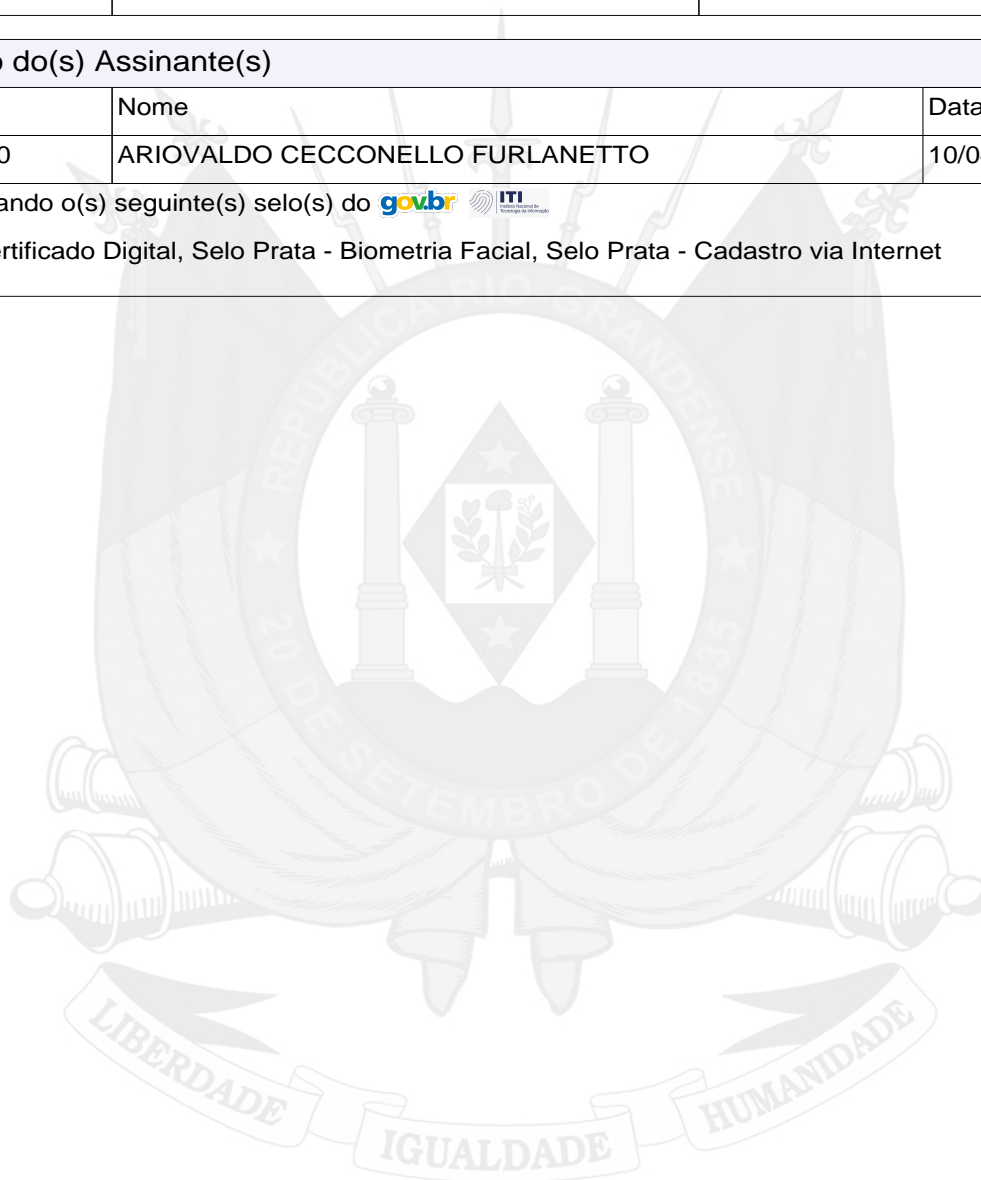 o do(s) Assinante(s)
Nome Data
0 ARIOVALDO CECCONELLO FURLANETTO 10/0
ando o(s) seguinte(s) selo(s) do gov.br ITI
ertificado Digital, Selo Prata - Biometria Facial, Selo Prata - Cadastro via Internet
REPÚBLICA RIO GRANDENSE
20 DE SETEMBRO DE 1835
LIBERDADE IGUALDADE HUMANIDADE